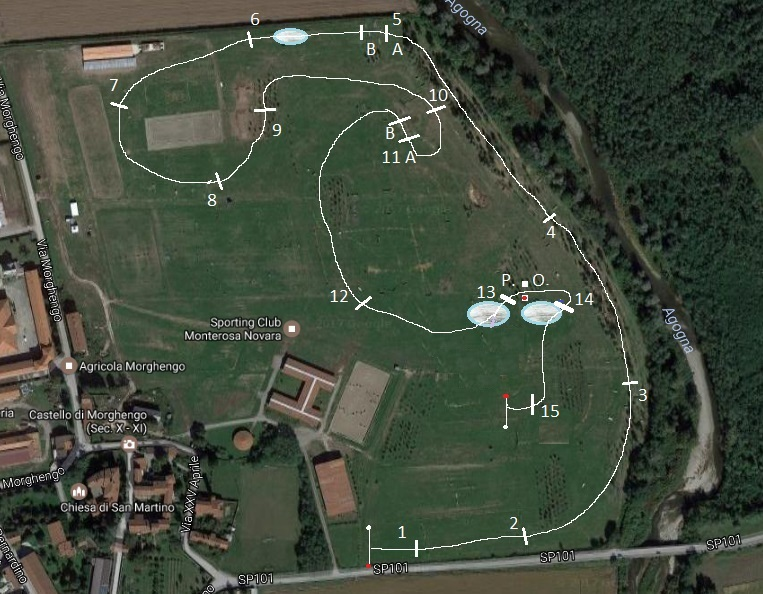 Agogna
6
5
B
A
Via Morghengo
7
10
B
9
11 A
8
4
Via Morghengo
P
O
12
13
14
Sporting Club
Monterosa Novara
Agogna
Agricola Morghengo
3
Castello di Morghengo
(Sec. X - XI)
15
Morghengo
Chiesa di San Martino
Via XXV Aprile
1
2
SP101
SP101
SP101
SP101